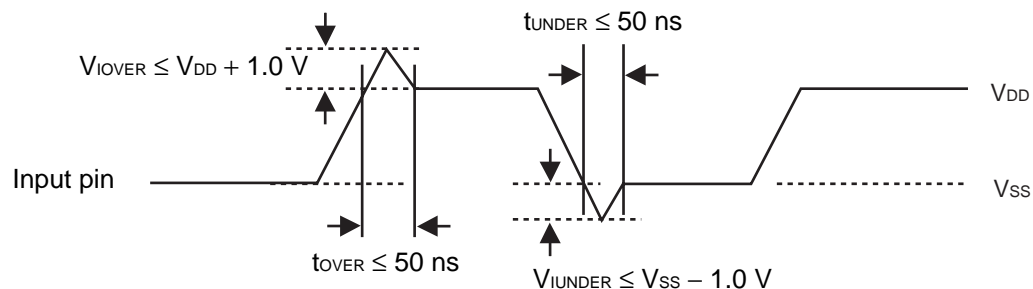 tUNDER ≤ 50 ns
VIOVER ≤ VDD + 1.0 V
VDD
Input pin
VSS
tOVER ≤ 50 ns
VIUNDER ≤ VSS − 1.0 V